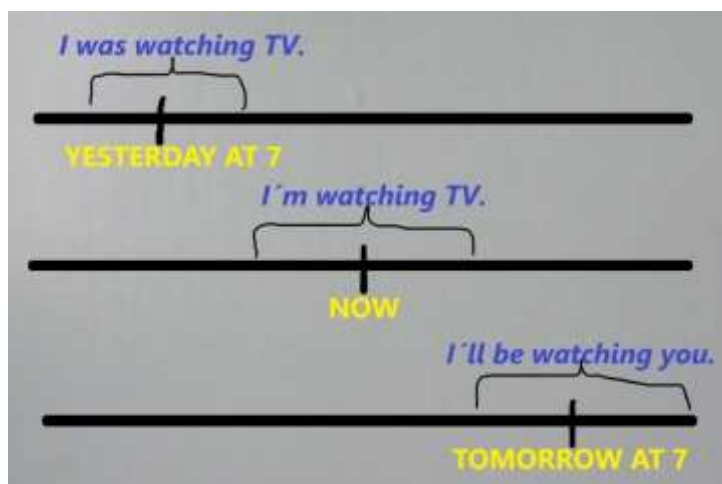 I was watching TV.
YESTERDAY AT 7
I´m watching TV.
NOW
I´ll be watching you.
TOMORROW AT 7